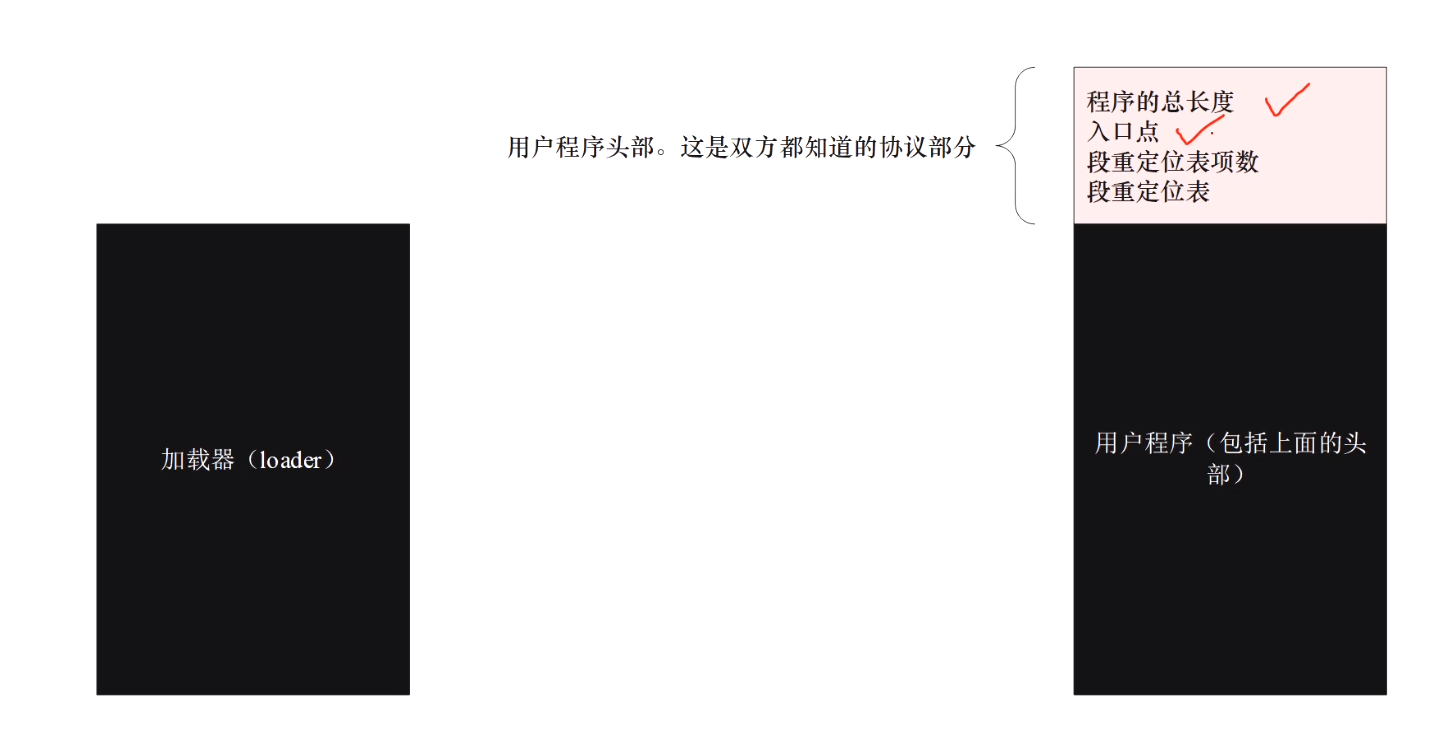 程序的总长度
入口点
段重定位表项数
段重定位表
用户程序头部。这是双方都知道的协议部分
加载器（loader）
用户程序（包括上面的头
部）